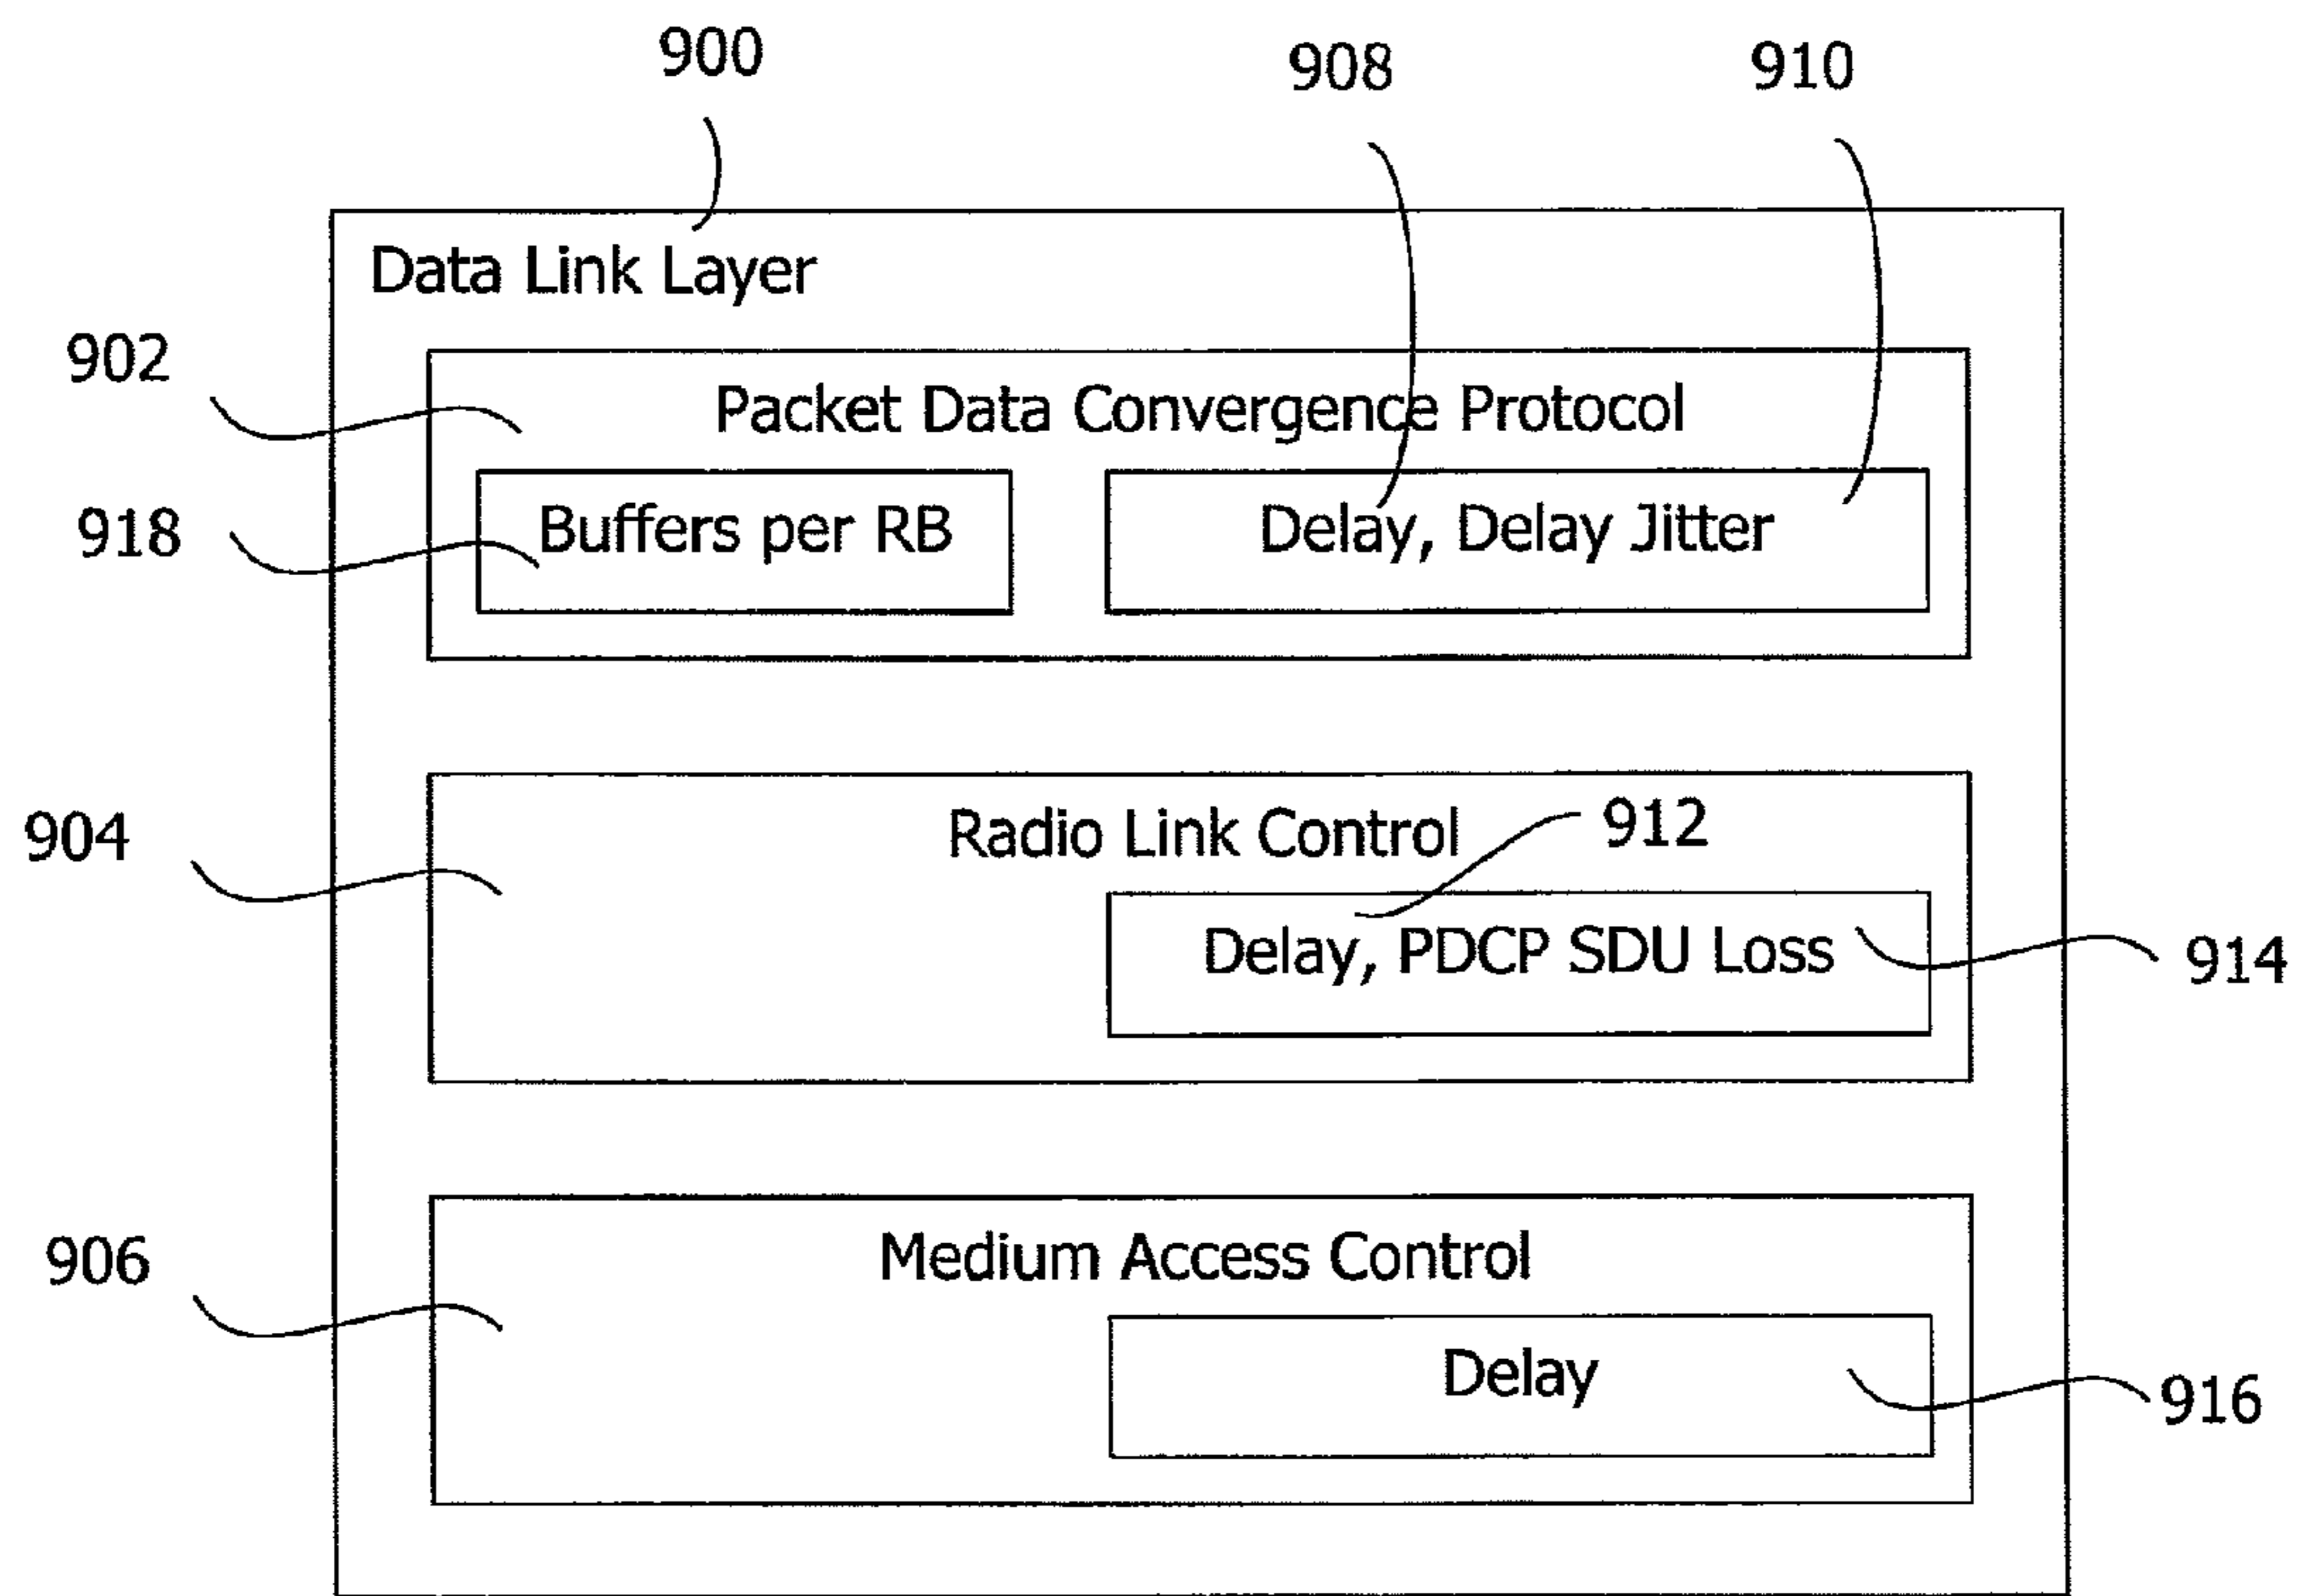 900
908
910
Data Link Layer
902
Packet Data Convergence Protocol
918
Buffers per RB
Delay, Delay Jitter
904
Radio Link Control
912
Delay, PDCP SDU Loss
914
906
Medium Access Control
Delay
916